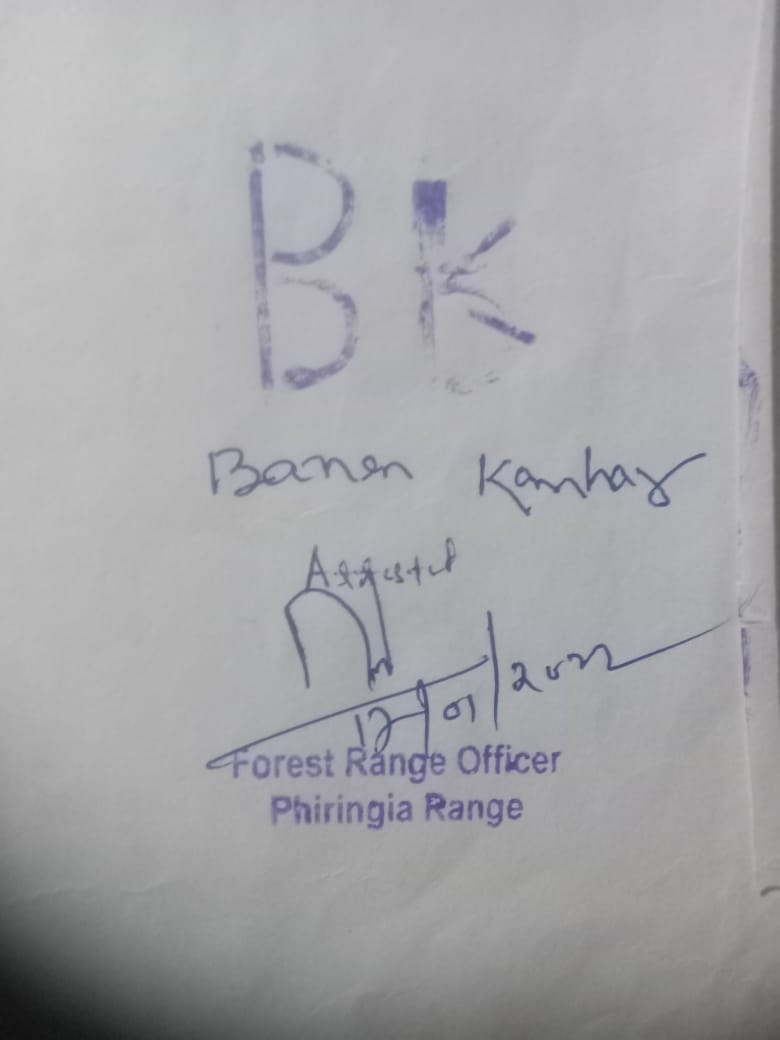 BK
Banen Kanhar
Attested
12/01/2022
Forest Range Officer
Phiringia Range